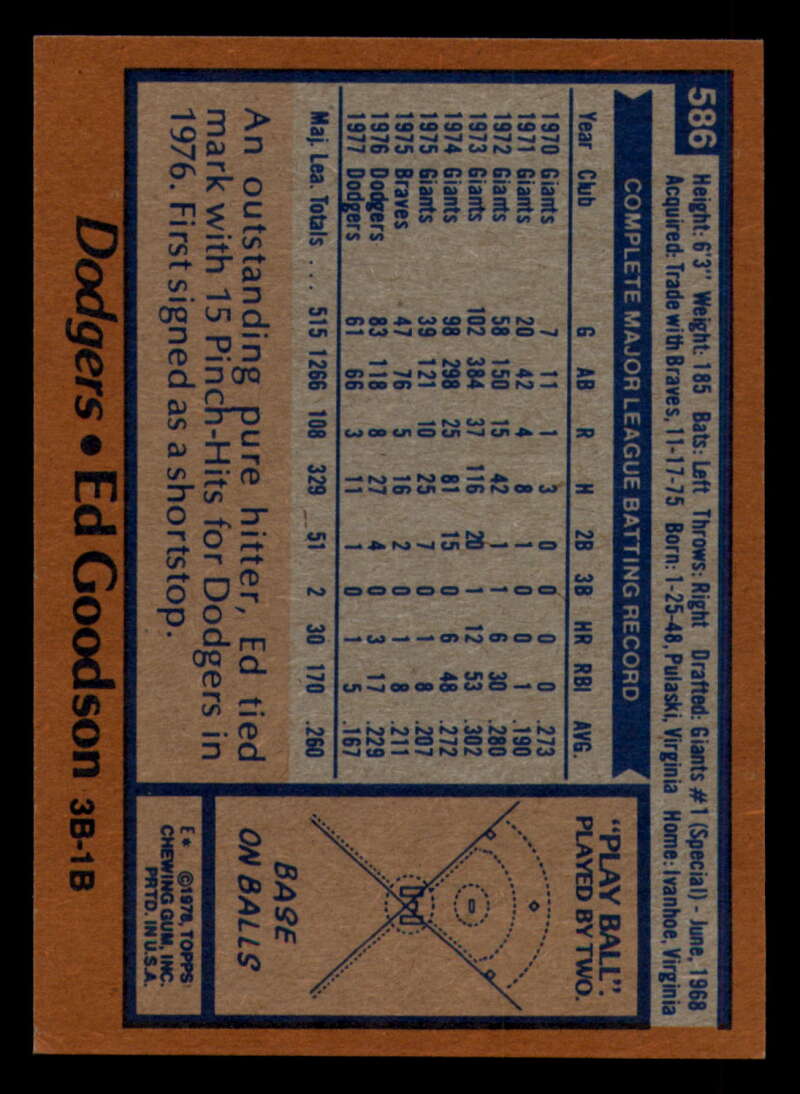 586
Height: 6'3" Weight: 185 Bats: Left Throws: Right Drafted: Giants #1 (Special) - June, 1968
Acquired: Trade with Braves, 11-17-75 Born: 1-25-48, Pulaski, Virginia Home: Ivanhoe, Virginia
COMPLETE MAJOR LEAGUE BATTING RECORD
Year Club G AB R H 2B 3B HR RBI AVG.
1970 Giants 7 11 1 3 0 0 0 0 .273
1971 Giants 20 42 4 8 1 0 0 1 .190
1972 Giants 58 150 15 42 1 1 6 30 .280
1973 Giants 102 384 37 116 20 1 12 53 .302
1974 Giants 98 298 25 81 15 0 6 48 .272
1975 Giants 39 121 10 25 7 0 1 8 .207
1975 Braves 47 76 5 16 2 0 1 8 .211
1976 Dodgers 83 118 8 27 4 0 3 17 .229
1977 Dodgers 61 66 3 11 1 0 1 5 .167
Maj. Lea. Totals ... 515 1266 108 329 51 2 30 170 .260
An outstanding pure hitter, Ed tied
mark with 15 Pinch-Hits for Dodgers in
1976. First signed as a shortstop.
"PLAY BALL".
PLAYED BY TWO.
BASE
ON BALLS
E* ©1978, TOPPS
CHEWING GUM, INC.
PRTD. IN U.S.A.
Dodgers • Ed Goodson 3B-1B